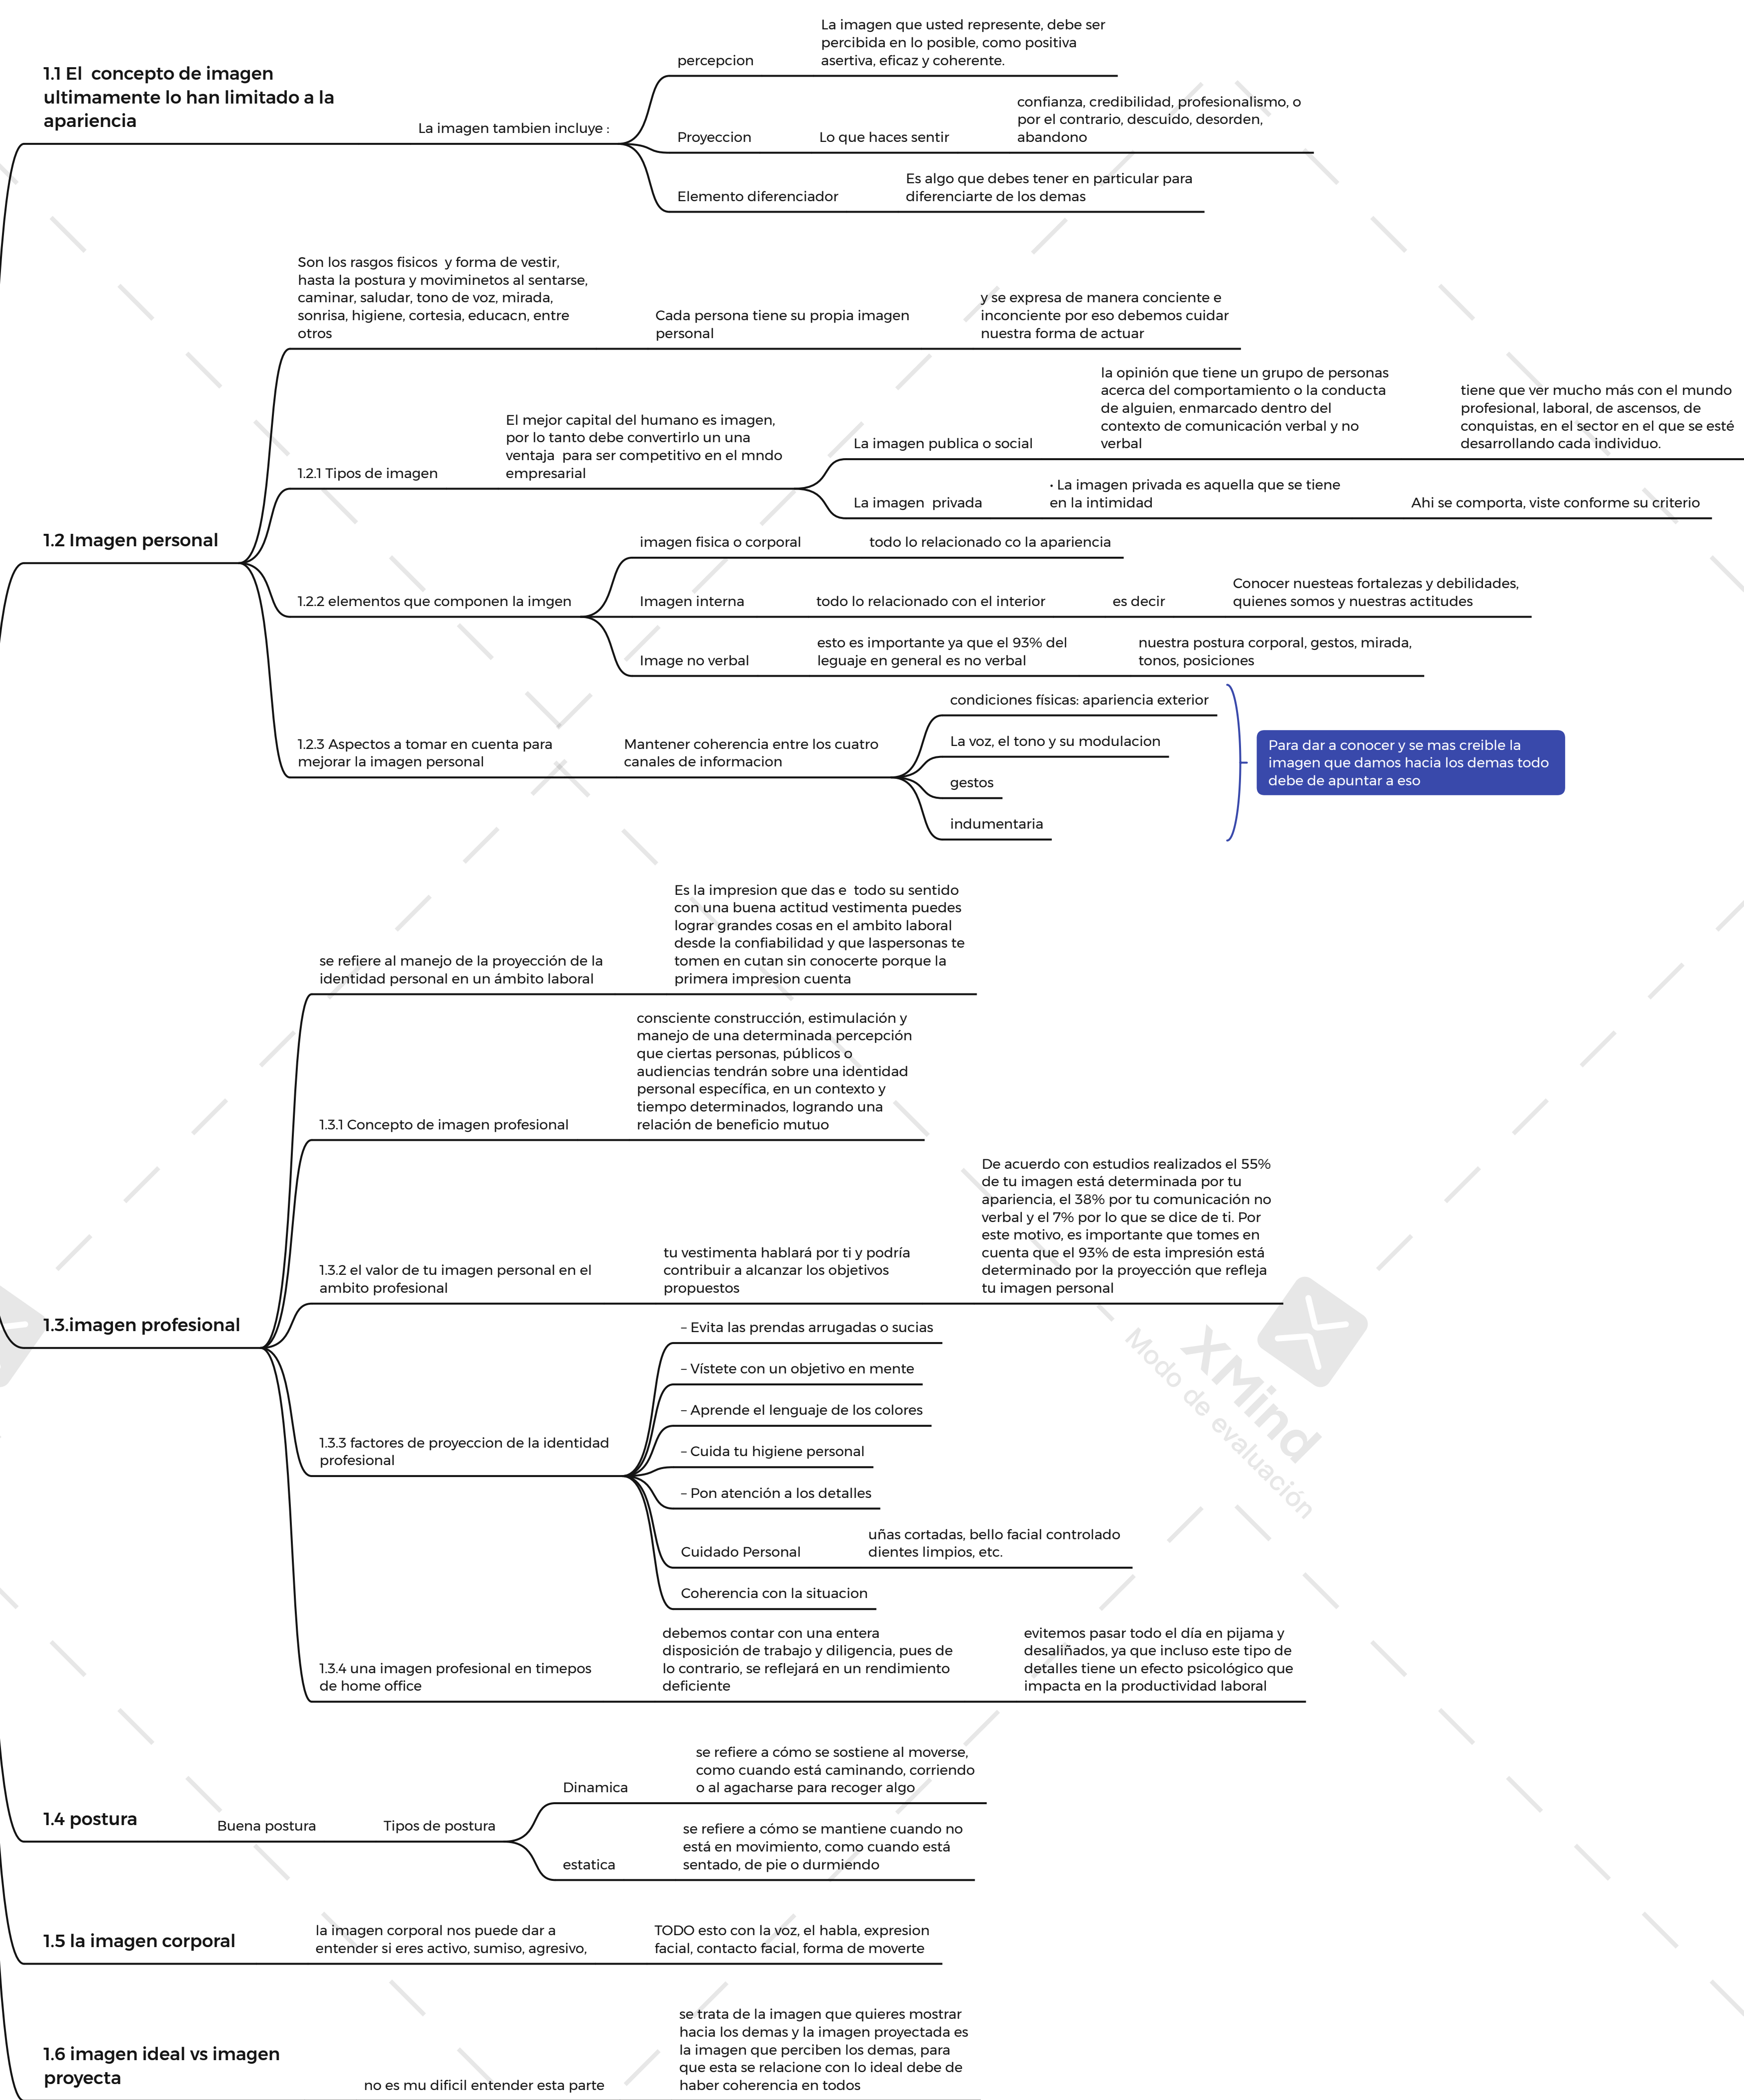 1.1 El  concepto de imagen
ultimamente lo han limitado a la
apariencia
La imagen tambien incluye :
percepcion
La imagen que usted represente, debe ser
percibida en lo posible, como positiva
asertiva, eficaz y coherente.
Proyeccion
Lo que haces sentir
confianza, credibilidad, profesionalismo, o
por el contrario, descuido, desorden,
abandono
Elemento diferenciador
Es algo que debes tener en particular para
diferenciarte de los demas
1.2 Imagen personal
Son los rasgos fisicos  y forma de vestir,
hasta la postura y moviminetos al sentarse,
caminar, saludar, tono de voz, mirada,
sonrisa, higiene, cortesia, educacn, entre
otros
Cada persona tiene su propia imagen
personal
y se expresa de manera conciente e
inconciente por eso debemos cuidar
nuestra forma de actuar
1.2.1 Tipos de imagen
El mejor capital del humano es imagen,
por lo tanto debe convertirlo un una
ventaja  para ser competitivo en el mndo
empresarial
La imagen publica o social
la opinión que tiene un grupo de personas
acerca del comportamiento o la conducta
de alguien, enmarcado dentro del
contexto de comunicación verbal y no
verbal
tiene que ver mucho más con el mundo
profesional, laboral, de ascensos, de
conquistas, en el sector en el que se esté
desarrollando cada individuo.
La imagen  privada
• La imagen privada es aquella que se tiene
en la intimidad
Ahi se comporta, viste conforme su criterio
1.2.2 elementos que componen la imgen
imagen fisica o corporal
todo lo relacionado co la apariencia
Imagen interna
todo lo relacionado con el interior
es decir
Conocer nuesteas fortalezas y debilidades,
quienes somos y nuestras actitudes
Image no verbal
esto es importante ya que el 93% del
leguaje en general es no verbal
nuestra postura corporal, gestos, mirada,
tonos, posiciones
1.2.3 Aspectos a tomar en cuenta para
mejorar la imagen personal
Mantener coherencia entre los cuatro
canales de informacion
condiciones físicas: apariencia exterior
La voz, el tono y su modulacion
gestos
indumentaria
Para dar a conocer y se mas creible la
imagen que damos hacia los demas todo
debe de apuntar a eso
1.3.imagen profesional
se refiere al manejo de la proyección de la
identidad personal en un ámbito laboral
Es la impresion que das e  todo su sentido
con una buena actitud vestimenta puedes
lograr grandes cosas en el ambito laboral
desde la confiabilidad y que laspersonas te
tomen en cutan sin conocerte porque la
primera impresion cuenta
1.3.1 Concepto de imagen profesional
consciente construcción, estimulación y
manejo de una determinada percepción
que ciertas personas, públicos o
audiencias tendrán sobre una identidad
personal específica, en un contexto y
tiempo determinados, logrando una
relación de beneficio mutuo
1.3.2 el valor de tu imagen personal en el
ambito profesional
tu vestimenta hablará por ti y podría
contribuir a alcanzar los objetivos
propuestos
De acuerdo con estudios realizados el 55%
de tu imagen está determinada por tu
apariencia, el 38% por tu comunicación no
verbal y el 7% por lo que se dice de ti. Por
este motivo, es importante que tomes en
cuenta que el 93% de esta impresión está
determinado por la proyección que refleja
tu imagen personal
1.3.3 factores de proyeccion de la identidad
profesional
– Evita las prendas arrugadas o sucias
– Vístete con un objetivo en mente
– Aprende el lenguaje de los colores
– Cuida tu higiene personal
– Pon atención a los detalles
Cuidado Personal
uñas cortadas, bello facial controlado
dientes limpios, etc.
Coherencia con la situacion
1.3.4 una imagen profesional en timepos
de home office
debemos contar con una entera
disposición de trabajo y diligencia, pues de
lo contrario, se reflejará en un rendimiento
deficiente
evitemos pasar todo el día en pijama y
desaliñados, ya que incluso este tipo de
detalles tiene un efecto psicológico que
impacta en la productividad laboral
XMind
Modo de evaluación
1.4 postura
Buena postura
Tipos de postura
Dinamica
se refiere a cómo se sostiene al moverse,
como cuando está caminando, corriendo
o al agacharse para recoger algo
estatica
se refiere a cómo se mantiene cuando no
está en movimiento, como cuando está
sentado, de pie o durmiendo
1.5 la imagen corporal
la imagen corporal nos puede dar a
entender si eres activo, sumiso, agresivo,
TODO esto con la voz, el habla, expresion
facial, contacto facial, forma de moverte
1.6 imagen ideal vs imagen
proyecta
no es mu dificil entender esta parte
se trata de la imagen que quieres mostrar
hacia los demas y la imagen proyectada es
la imagen que perciben los demas, para
que esta se relacione con lo ideal debe de
haber coherencia en todos